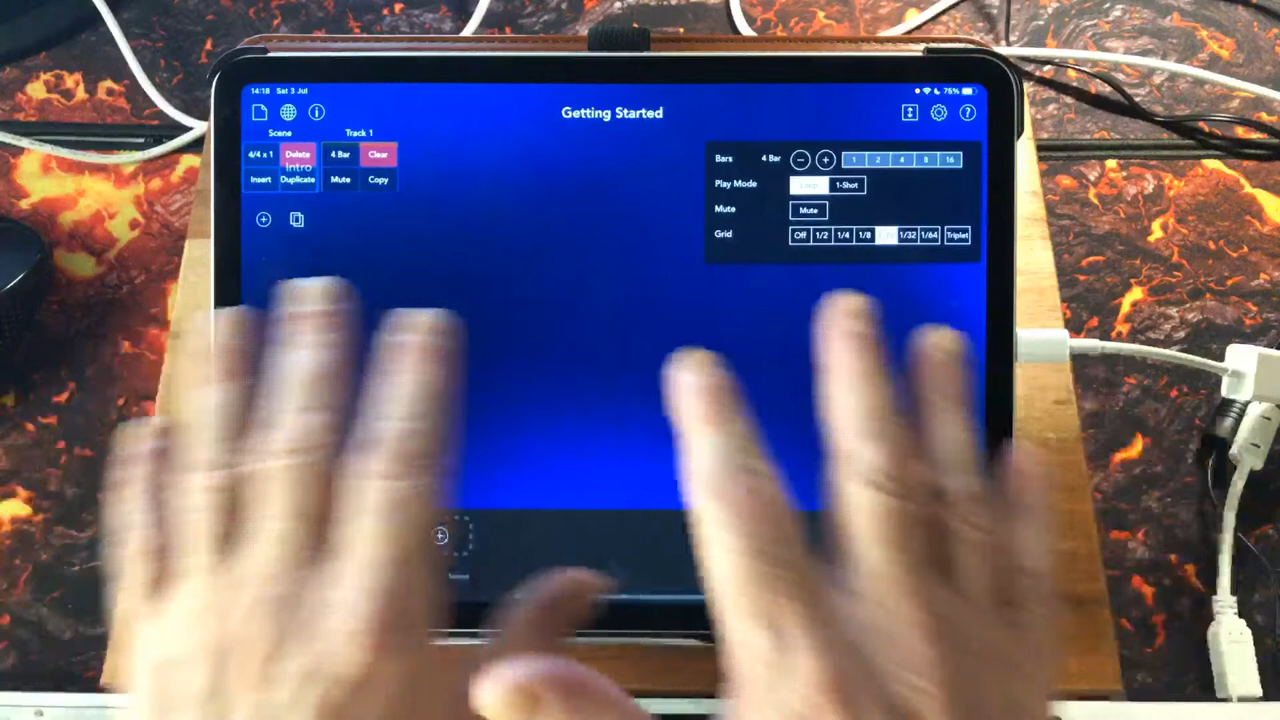 14:18 Sat 3 Jul
75%
Getting Started
Scene
Track 1
4/4 x 1
Delete
4 Bar
Clear
Intro
Insert
Duplicate
Mute
Copy
Bars 4 Bar 1 2 4 8 16
Play Mode Loop 1-Shot
Mute Mute
Grid Off 1/2 1/4 1/8 1/32 1/64 Triplet